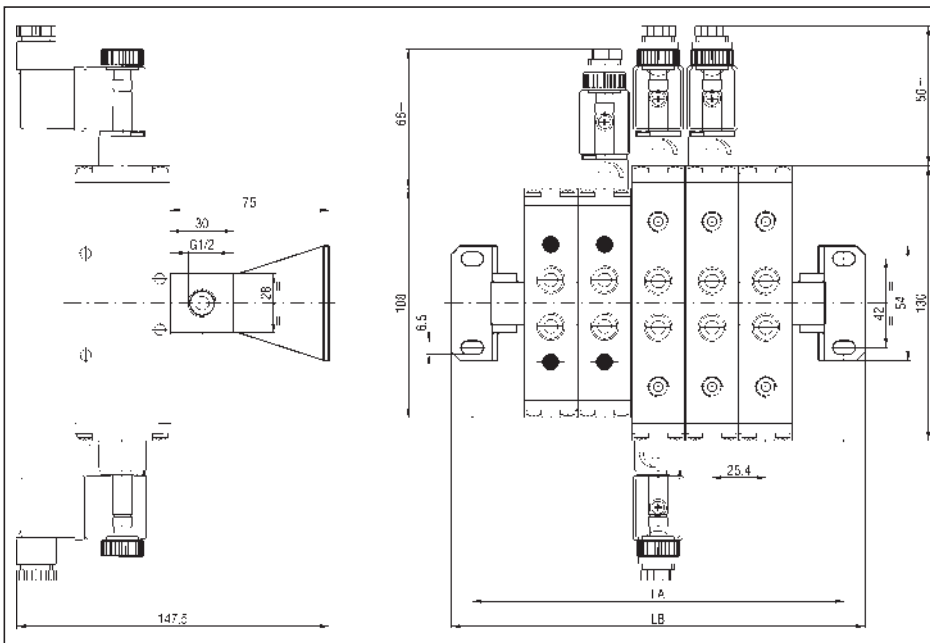 75
30
G1/2
= 28 =
147.5
66~
50~
108
6.5
= 42 =
54
130
25.4
LA
LB